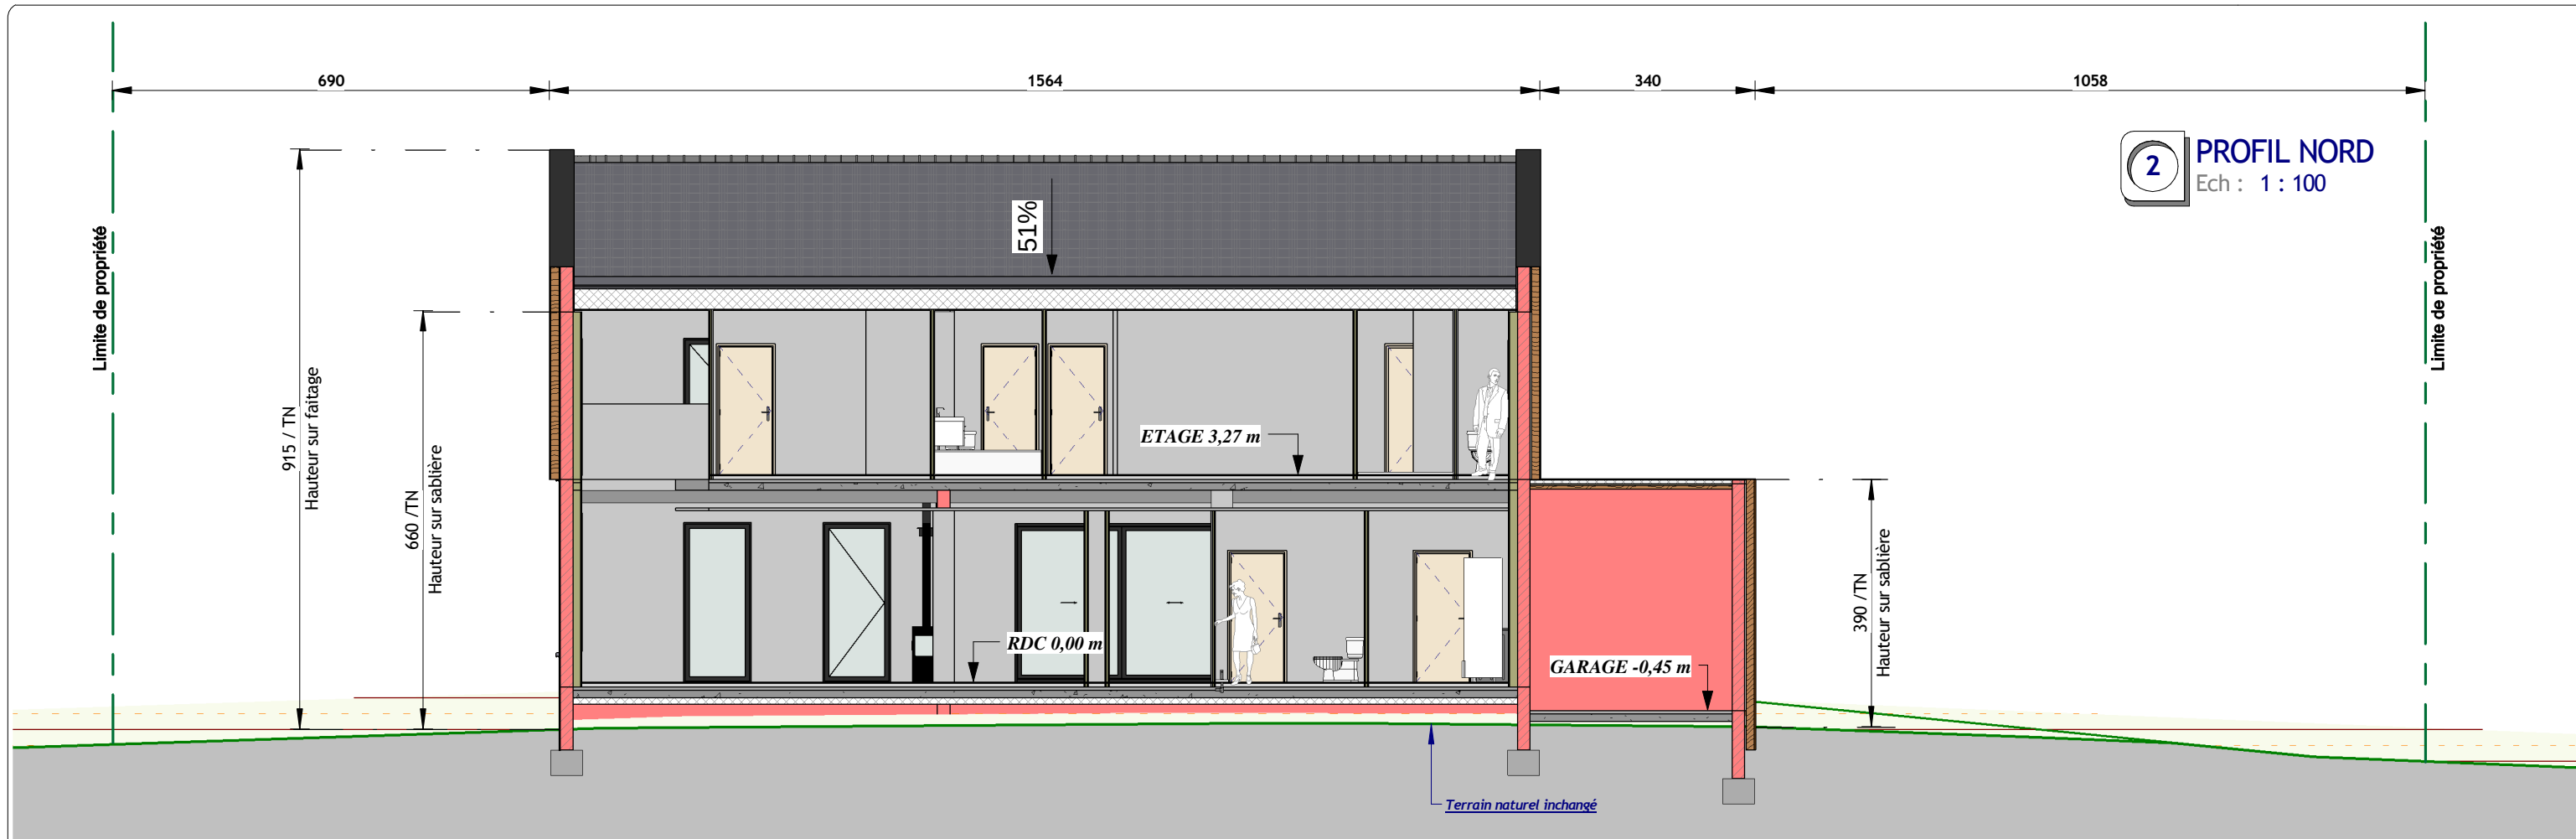 690
1564
340
1058
2
PROFIL NORD
Ech : 1 : 100
Limite de propriété
915 / TN
Hauteur sur faitage
660 /TN
Hauteur sur sablière
51%
ETAGE 3,27 m
RDC 0,00 m
GARAGE -0,45 m
390 /TN
Hauteur sur sablière
Limite de propriété
Terrain naturel inchangé